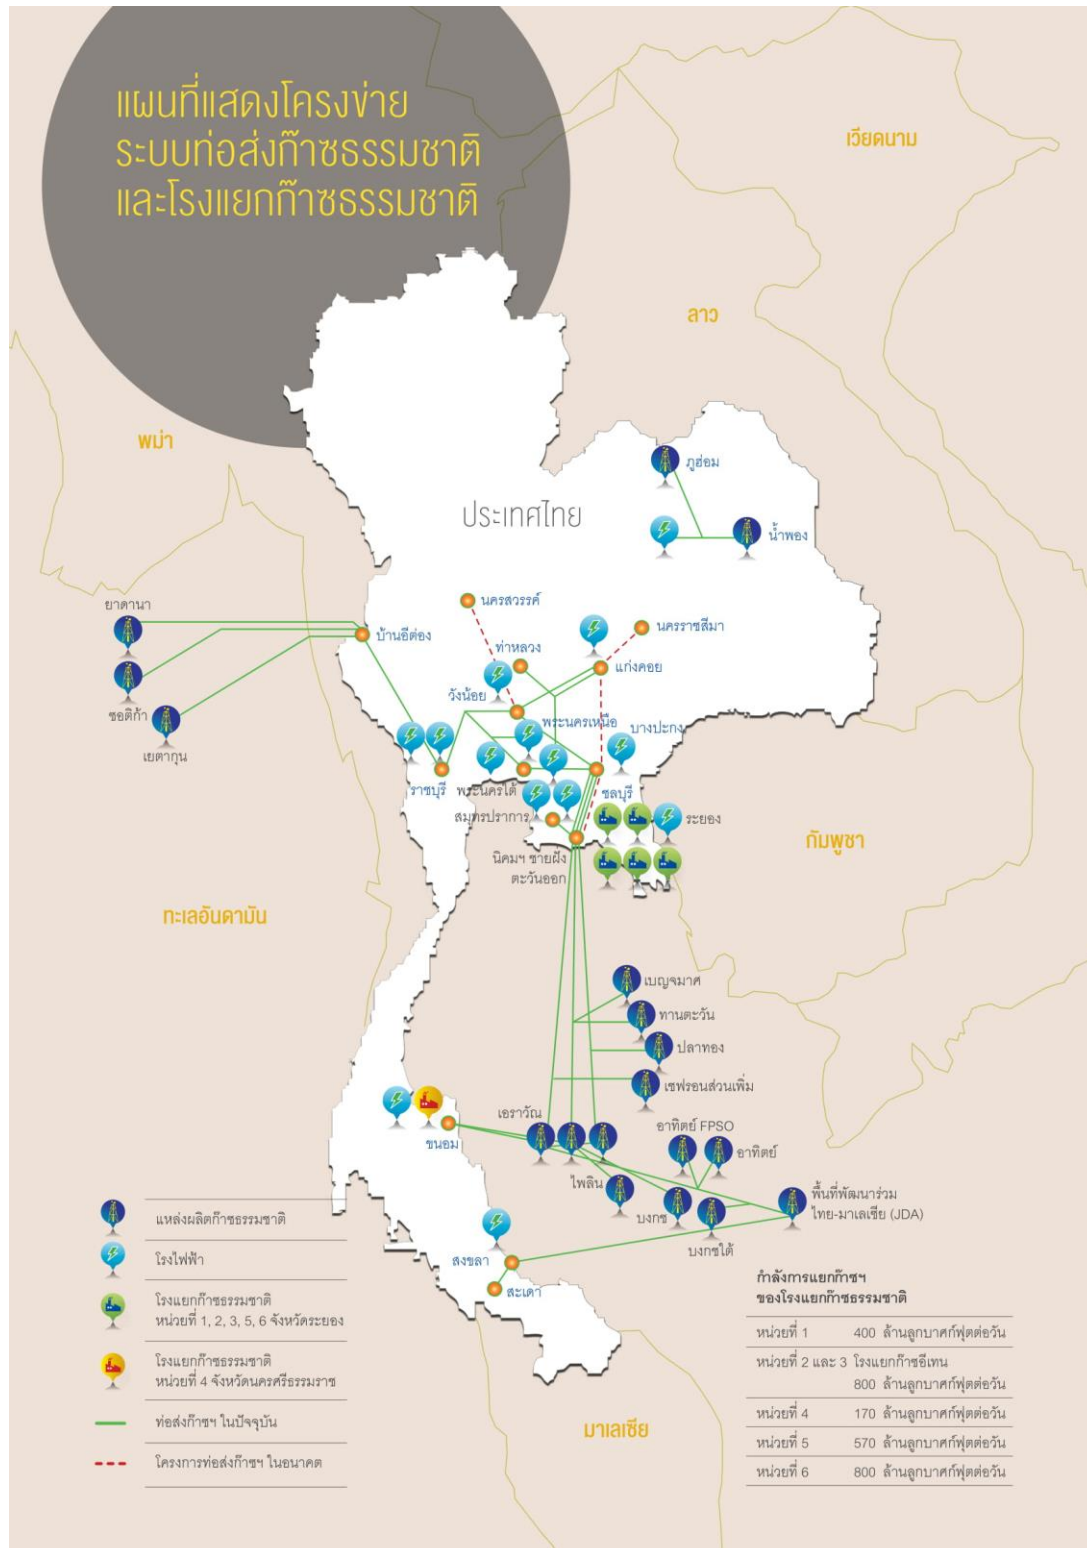 แผนที่แสดงโครงข่าย
ระบบท่อส่งก๊าซธรรมชาติ
และโรงแยกก๊าซธรรมชาติ
เวียดนาม
ลาว
พม่า
ภูฮ่อม
ประเทศไทย
น้ำพอง
นครสวรรค์
ยาดานา
บ้านอีต่อง
นครราชสีมา
ท่าหลวง
แก่งคอย
วังน้อย
ซอติก้า
พระนครเหนือ
บางปะกง
เยตากุน
ราชบุรี
พระนครใต้
ชลบุรี
สมุทรปราการ
ระยอง
นิคมฯ ชายฝั่ง
ตะวันออก
กัมพูชา
ทะเลอันดามัน
เบญจมาศ
ทานตะวัน
ปลาทอง
เชฟรอนส่วนเพิ่ม
เอราวัณ
อาทิตย์ FPSO
อาทิตย์
ขนอม
ไพลิน
บงกช
บงกชใต้
พื้นที่พัฒนาร่วม
ไทย-มาเลเซีย (JDA)
สงขลา
สะเดา
มาเลเซีย
แหล่งผลิตก๊าซธรรมชาติ
โรงไฟฟ้า
โรงแยกก๊าซธรรมชาติ
หน่วยที่ 1, 2, 3, 5, 6 จังหวัดระยอง
โรงแยกก๊าซธรรมชาติ
หน่วยที่ 4 จังหวัดนครศรีธรรมราช
ท่อส่งก๊าซฯ ในปัจจุบัน
โครงการท่อส่งก๊าซฯ ในอนาคต
กำลังการแยกก๊าซฯ
ของโรงแยกก๊าซธรรมชาติ
หน่วยที่ 1 400 ล้านลูกบาศก์ฟุตต่อวัน
หน่วยที่ 2 และ 3 โรงแยกก๊าซอีเทน
800 ล้านลูกบาศก์ฟุตต่อวัน
หน่วยที่ 4 170 ล้านลูกบาศก์ฟุตต่อวัน
หน่วยที่ 5 570 ล้านลูกบาศก์ฟุตต่อวัน
หน่วยที่ 6 800 ล้านลูกบาศก์ฟุตต่อวัน